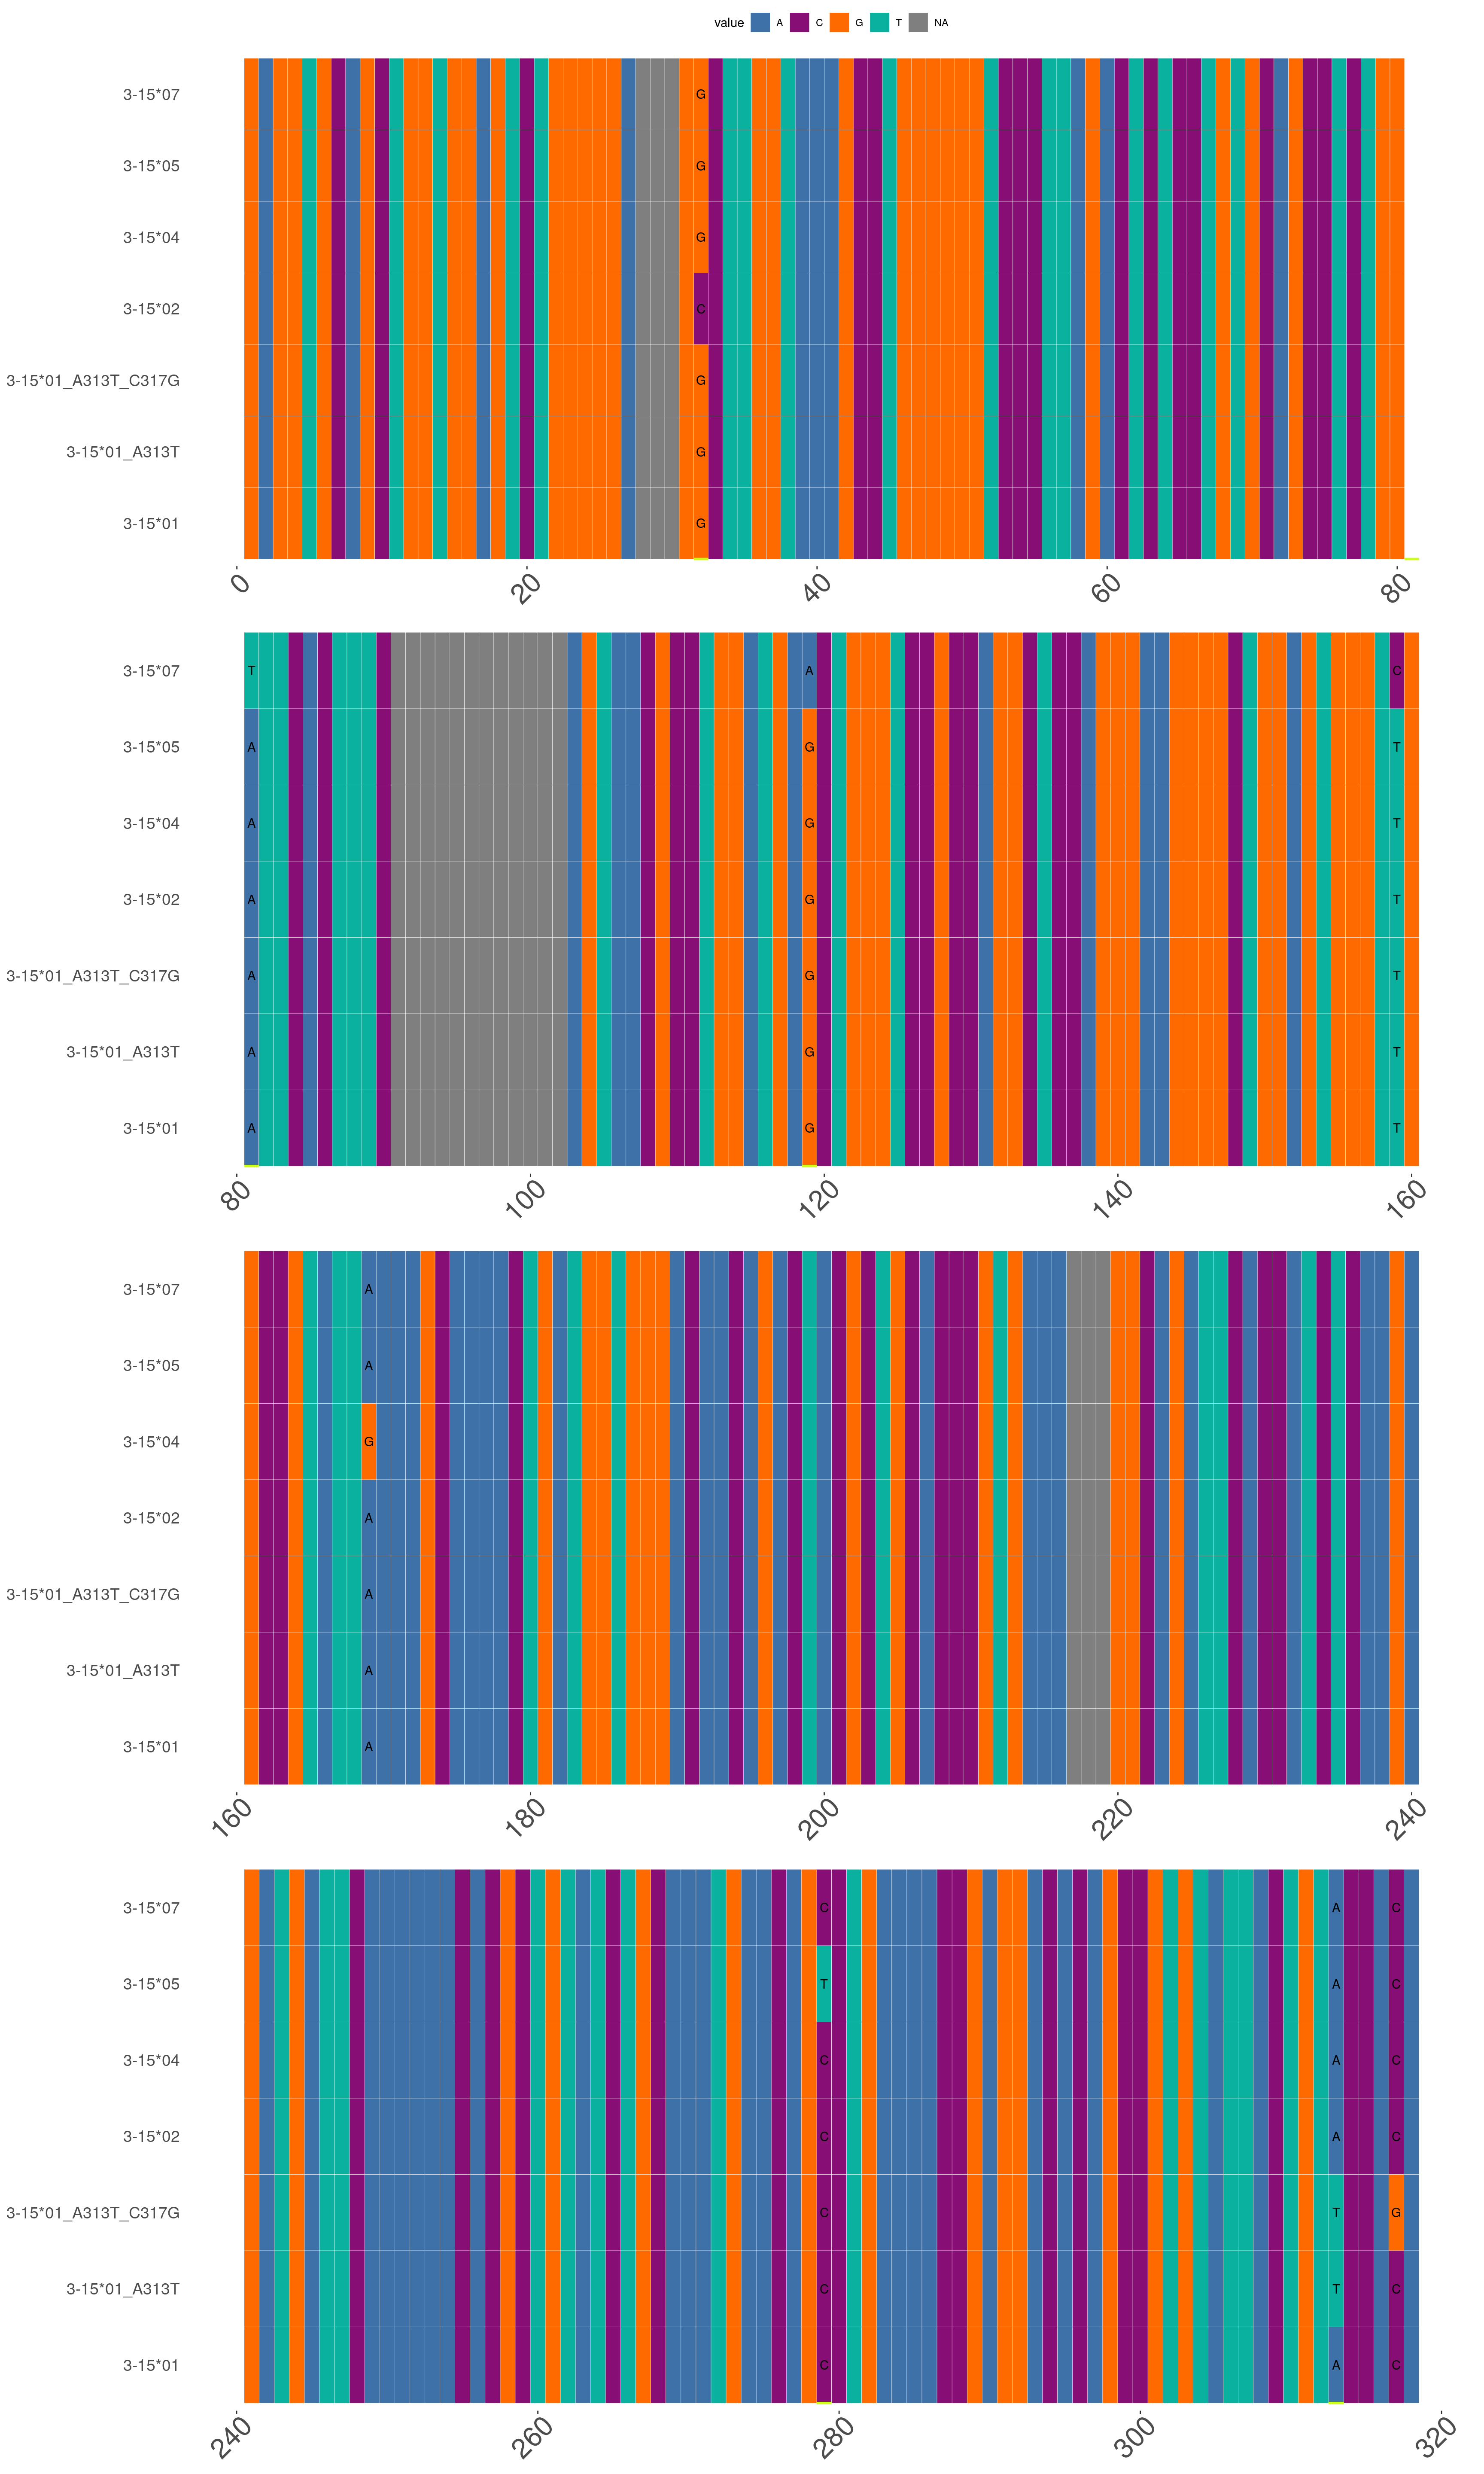 value A C G T NA
3-15*07 G
3-15*05 G
3-15*04 G
3-15*02 C
3-15*01_A313T_C317G G
3-15*01_A313T G
3-15*01 G
0 20 40 60 80
3-15*07 T A C
3-15*05 A G T
3-15*04 A G T
3-15*02 A G T
3-15*01_A313T_C317G A G T
3-15*01_A313T A G T
3-15*01 A G T
80 100 120 140 160
3-15*07 A
3-15*05 A
3-15*04 G
3-15*02 A
3-15*01_A313T_C317G A
3-15*01_A313T A
3-15*01 A
160 180 200 220 240
3-15*07 C A C
3-15*05 T A C
3-15*04 C A C
3-15*02 C A C
3-15*01_A313T_C317G C T G
3-15*01_A313T C T C
3-15*01 C A C
240 260 280 300 320